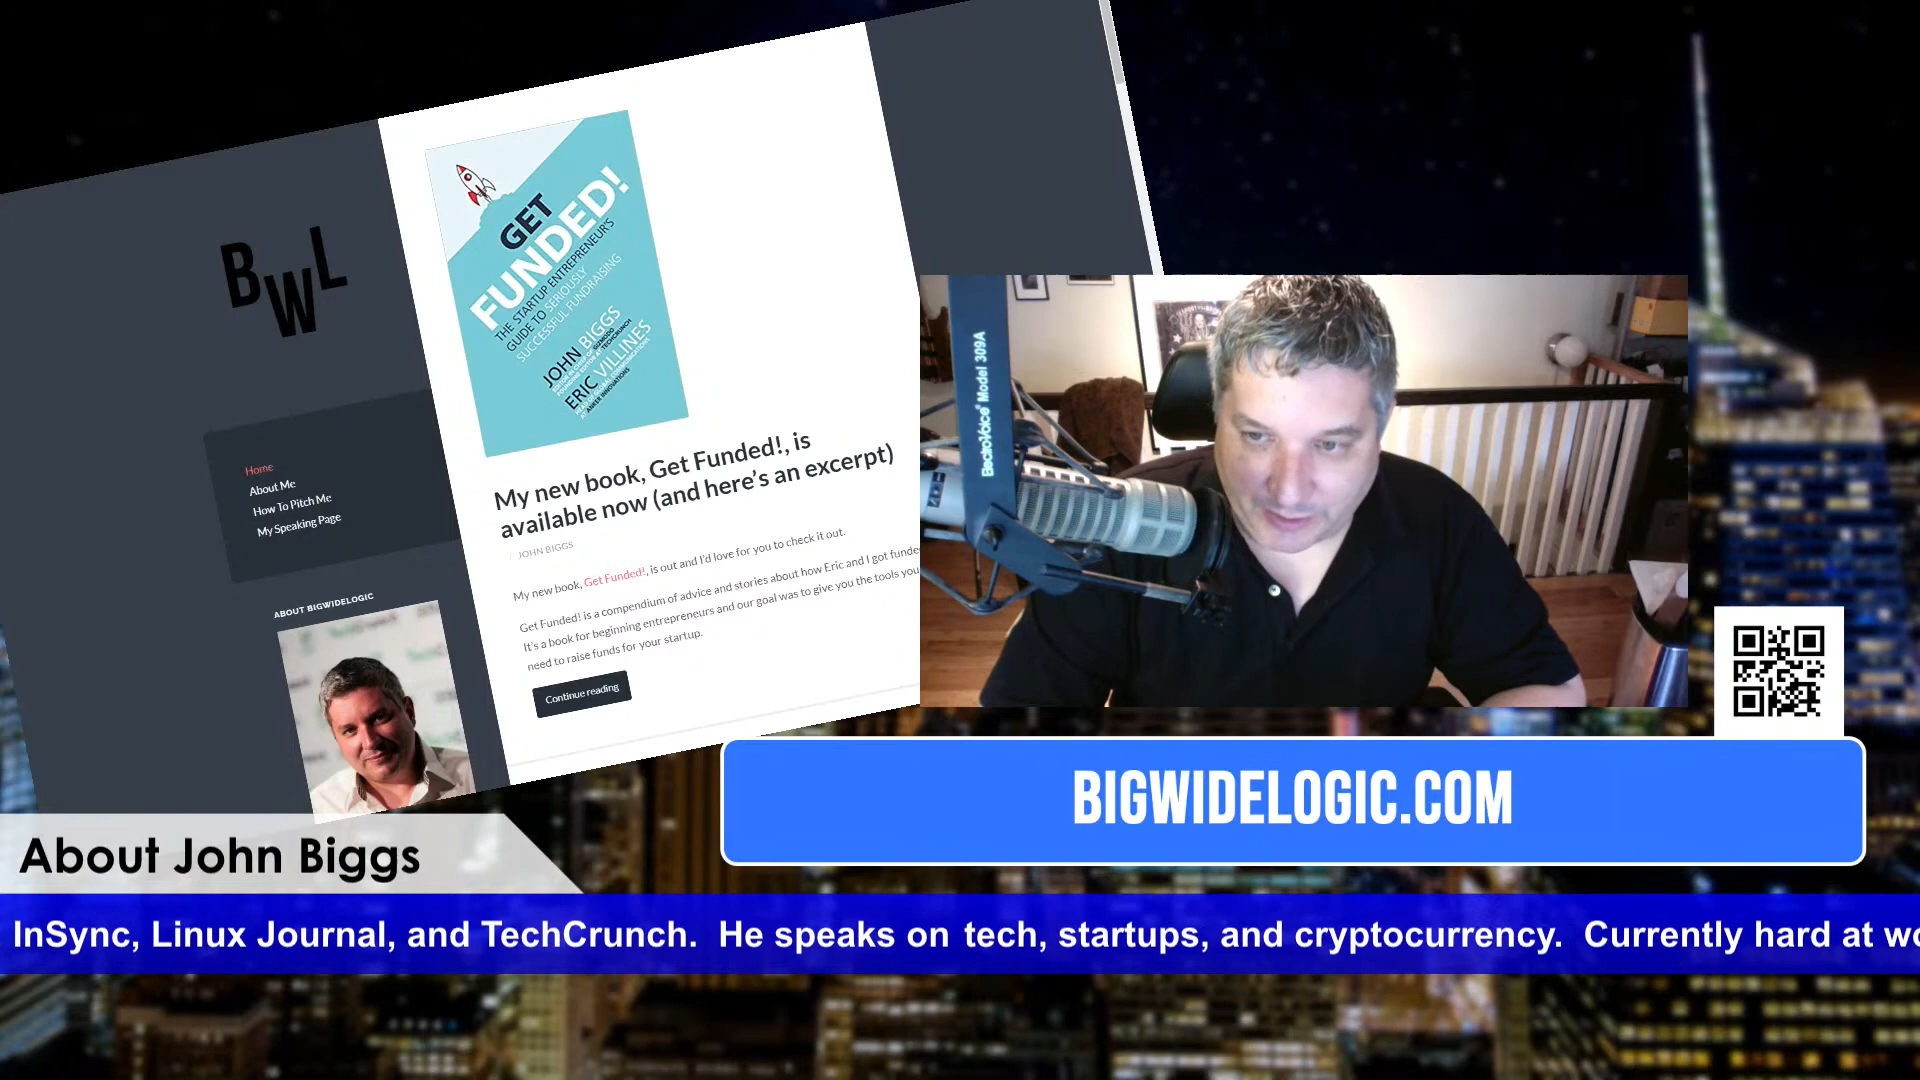 BWL
Home
About Me
How To Pitch Me
My Speaking Page
ABOUT BIGWIDELOGIC
GET
FUNDED!
THE STARTUP ENTREPRENEUR'S
GUIDE TO SERIOUSLY
SUCCESSFUL FUNDRAISING
JOHN BIGGS
ERIC VILLINES
My new book, Get Funded!, is
available now (and here's an excerpt)
JOHN BIGGS
My new book, Get Funded!, is out and I'd love for you to check it out.
Get Funded! is a compendium of advice and stories about how Eric and I got funde
It's a book for beginning entrepreneurs and our goal was to give you the tools you
need to raise funds for your startup.
Continue reading
ElectroVoice® Model 309A
BIGWIDELOGIC.COM
About John Biggs
InSync, Linux Journal, and TechCrunch. He speaks on tech, startups, and cryptocurrency. Currently hard at wo